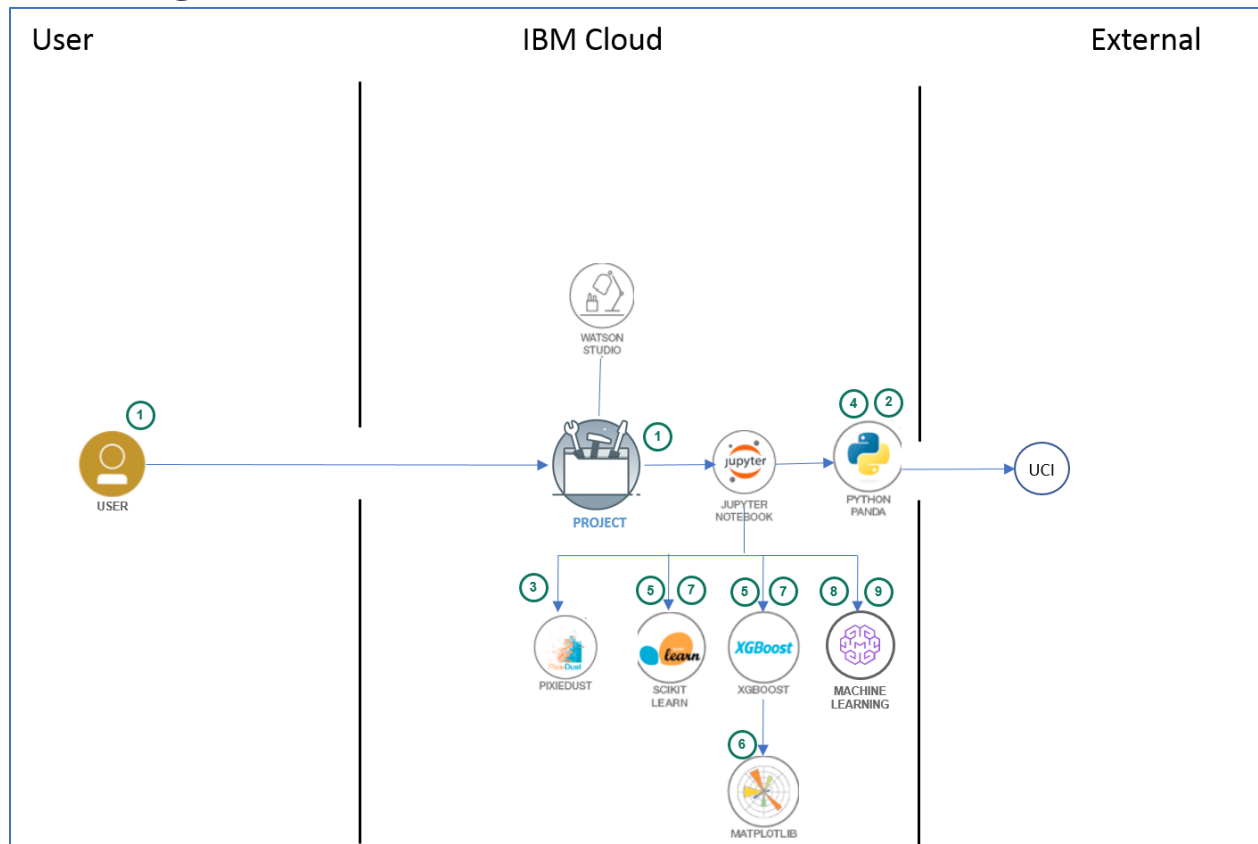 User
IBM Cloud
External
WATSON
STUDIO
1
4
2
1
jupyter
UCI
USER
PROJECT
JUPYTER
NOTEBOOK
PYTHON
PANDA
3
5
7
5
7
8
9
PixieDust
learn
XGBoost
PIXIEDUST
SCIKIT
LEARN
XGBOOST
MACHINE
LEARNING
6
MATPLOTLIB